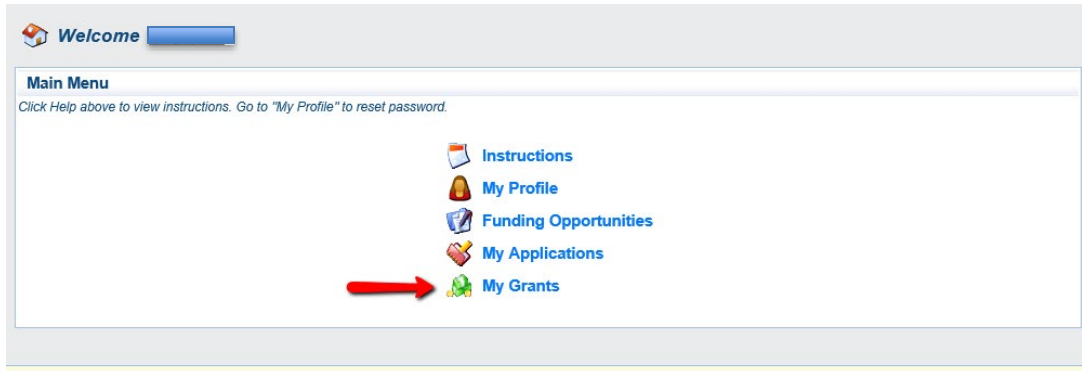 Welcome
Main Menu
Click Help above to view instructions. Go to "My Profile" to reset password.
Instructions
My Profile
Funding Opportunities
My Applications
My Grants